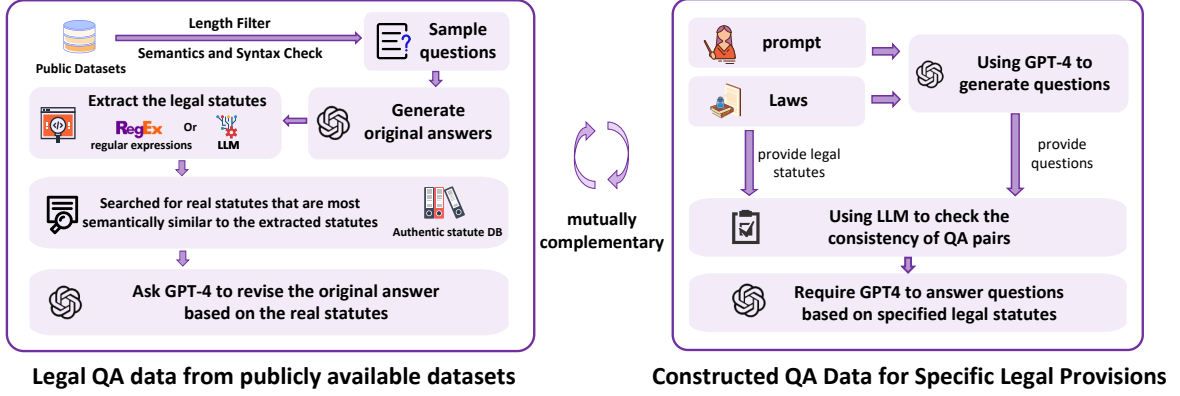 Public Datasets
Length Filter
Semantics and Syntax Check
Sample
questions
Generate
original answers
Extract the legal statutes
RegEx
Or
regular expressions
LLM
Searched for real statutes that are most
semantically similar to the extracted statutes
Authentic statute DB
Ask GPT-4 to revise the original answer
based on the real statutes
Legal QA data from publicly available datasets
mutually
complementary
prompt
Laws
Using GPT-4 to
generate questions
provide legal
statutes
provide
questions
Using LLM to check the
consistency of QA pairs
Require GPT4 to answer questions
based on specified legal statutes
Constructed QA Data for Specific Legal Provisions